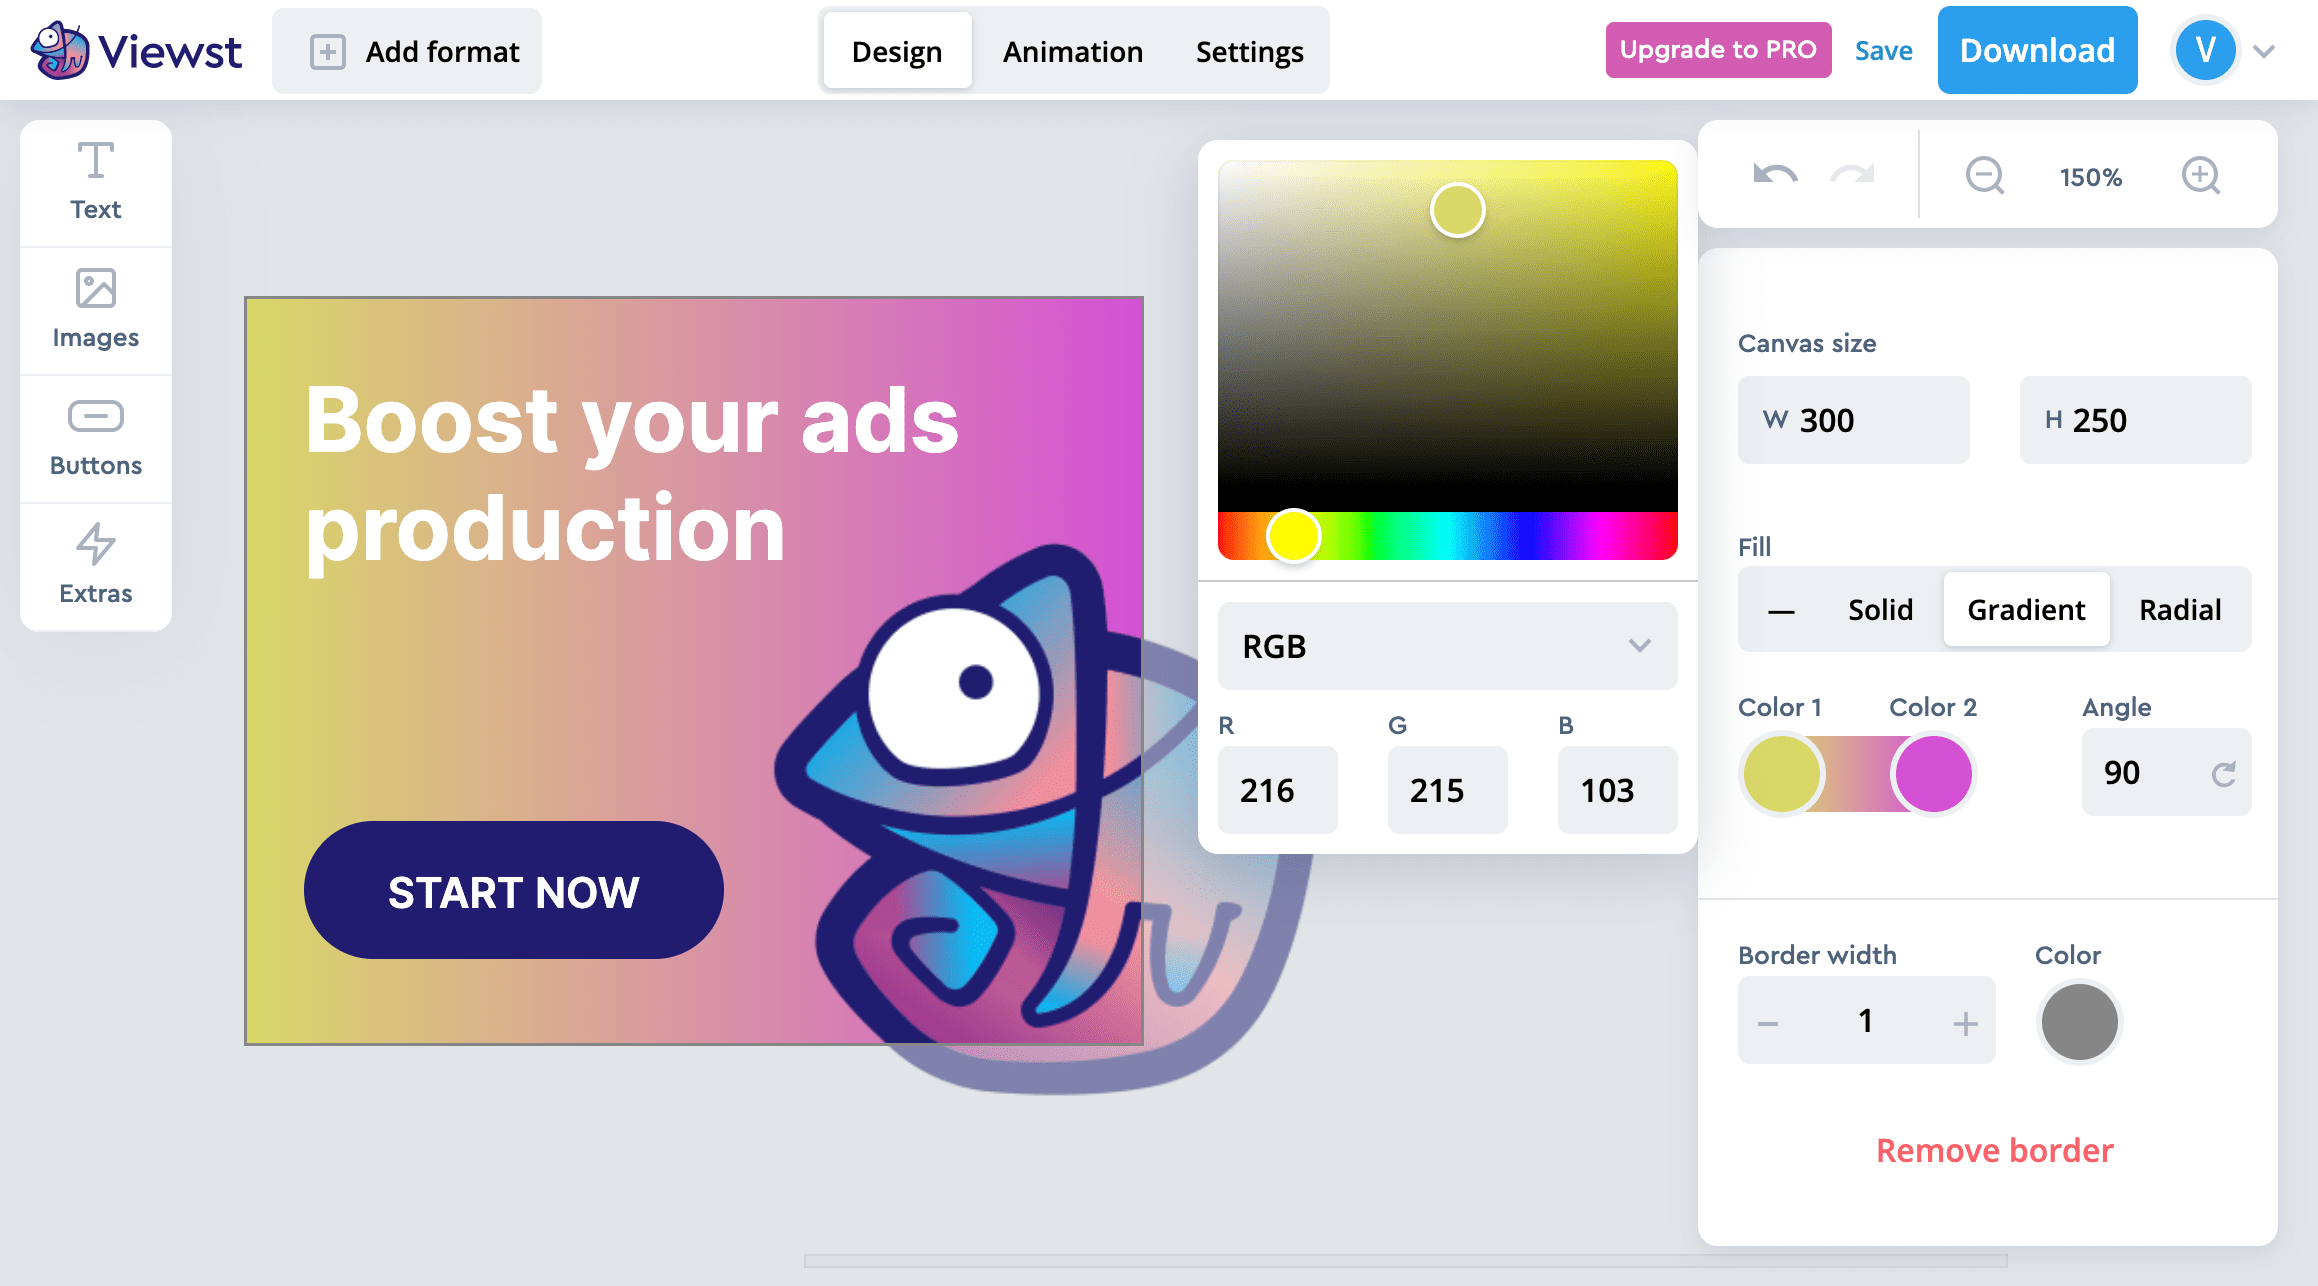 Viewst
Add format
Design
Animation
Settings
Upgrade to PRO
Save
Download
V
Text
Images
Buttons
Extras
Boost your ads
production
START NOW
RGB
R
G
B
216
215
103
150%
Canvas size
W 300
H 250
Fill
—
Solid
Gradient
Radial
Color 1
Color 2
Angle
90
Border width
Color
1
Remove border